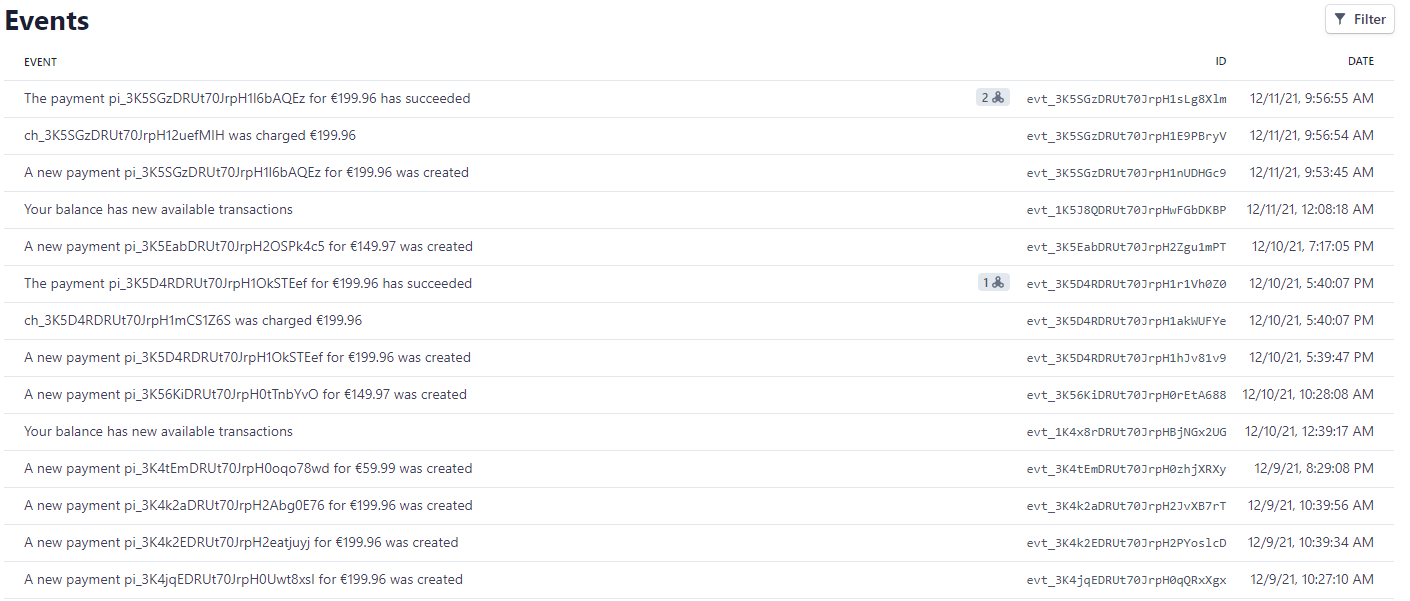 Events
Filter
EVENT ID DATE
The payment pi_3K5SGzDRUt70JrpH1I6bAQEz for €199.96 has succeeded 2 evt_3K5SGzDRUt70JrpH1sLg8Xlm 12/11/21, 9:56:55 AM
ch_3K5SGzDRUt70JrpH12uefMIH was charged €199.96 evt_3K5SGzDRUt70JrpH1E9PBryV 12/11/21, 9:56:54 AM
A new payment pi_3K5SGzDRUt70JrpH1I6bAQEz for €199.96 was created evt_3K5SGzDRUt70JrpH1nUDHGc9 12/11/21, 9:53:45 AM
Your balance has new available transactions evt_1K5J8QDRUt70JrpHwFGbDKBP 12/11/21, 12:08:18 AM
A new payment pi_3K5EabDRUt70JrpH2OSPk4c5 for €149.97 was created evt_3K5EabDRUt70JrpH2Zgu1mPT 12/10/21, 7:17:05 PM
The payment pi_3K5D4RDRUt70JrpH1OkSTEef for €199.96 has succeeded 1 evt_3K5D4RDRUt70JrpH1r1Vh0Z0 12/10/21, 5:40:07 PM
ch_3K5D4RDRUt70JrpH1mCS1Z6S was charged €199.96 evt_3K5D4RDRUt70JrpH1akWUFYe 12/10/21, 5:40:07 PM
A new payment pi_3K5D4RDRUt70JrpH1OkSTEef for €199.96 was created evt_3K5D4RDRUt70JrpH1hJv81v9 12/10/21, 5:39:47 PM
A new payment pi_3K56KiDRUt70JrpH0tTnbYvO for €149.97 was created evt_3K56KiDRUt70JrpH0rEtA688 12/10/21, 10:28:08 AM
Your balance has new available transactions evt_1K4x8rDRUt70JrpHBjNGx2UG 12/10/21, 12:39:17 AM
A new payment pi_3K4tEmDRUt70JrpH0oqo78wd for €59.99 was created evt_3K4tEmDRUt70JrpH0zhjXRXy 12/9/21, 8:29:08 PM
A new payment pi_3K4k2aDRUt70JrpH2Abg0E76 for €199.96 was created evt_3K4k2aDRUt70JrpH2JvXB7rT 12/9/21, 10:39:56 AM
A new payment pi_3K4k2EDRUt70JrpH2eatjuyj for €199.96 was created evt_3K4k2EDRUt70JrpH2PYoslcD 12/9/21, 10:39:34 AM
A new payment pi_3K4jqEDRUt70JrpH0Uwt8xsl for €199.96 was created evt_3K4jqEDRUt70JrpH0qQRxXgx 12/9/21, 10:27:10 AM